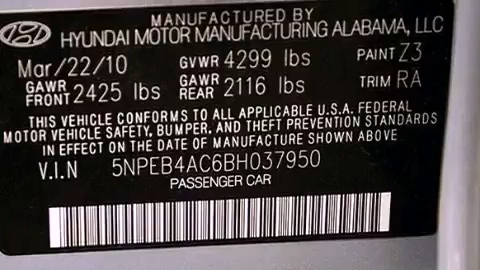 MANUFACTURED BY
HYUNDAI MOTOR MANUFACTURING ALABAMA, LLC
Mar/22/10 GVWR 4299 lbs PAINT Z3
GAWR FRONT 2425 lbs GAWR REAR 2116 lbs TRIM RA
THIS VEHICLE CONFORMS TO ALL APPLICABLE U.S.A. FEDERAL
MOTOR VEHICLE SAFETY, BUMPER, AND THEFT PREVENTION STANDARDS
IN EFFECT ON THE DATE OF MANUFACTURE SHOWN ABOVE
V.I.N 5NPEB4AC6BH037950
PASSENGER CAR